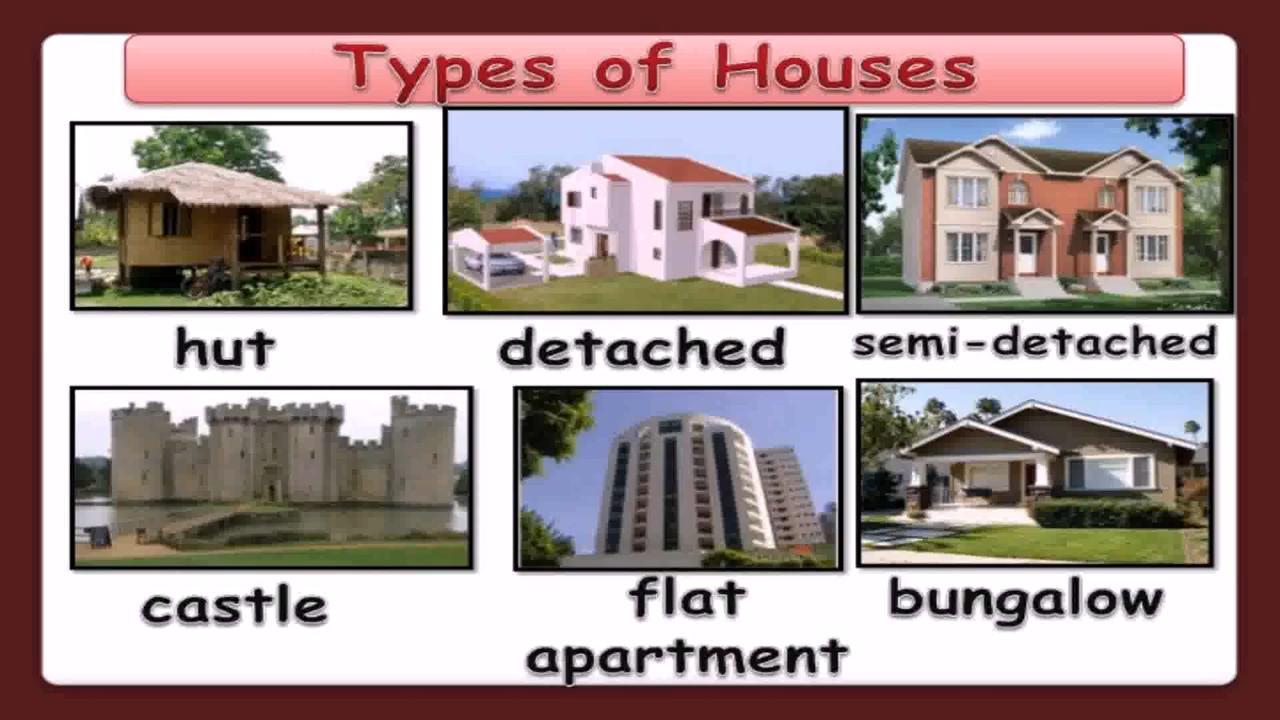 Types of Houses
hut
detached
semi-detached
castle
flat
apartment
bungalow